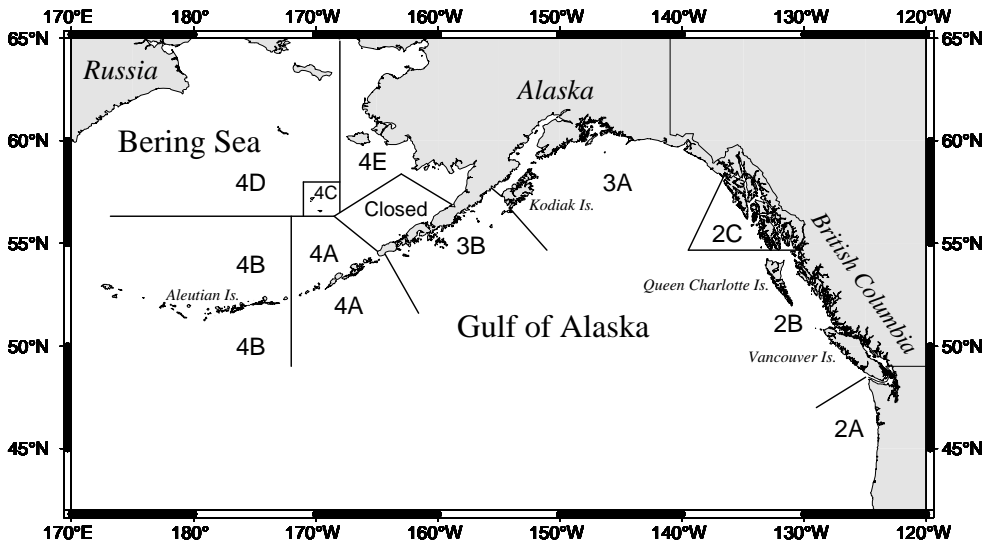 170°E 180° 170°W 160°W 150°W 140°W 130°W 120°W
65°N 65°N
Russia
Alaska
60°N 60°N
Bering Sea
4E
4D
4C
3A
Closed
Kodiak Is.
2C
British Columbia
55°N 55°N
4A
3B
4B
Queen Charlotte Is.
Aleutian Is.
4A
2B
Gulf of Alaska
50°N 50°N
4B
Vancouver Is.
2A
45°N 45°N
170°E 180° 170°W 160°W 150°W 140°W 130°W 120°W